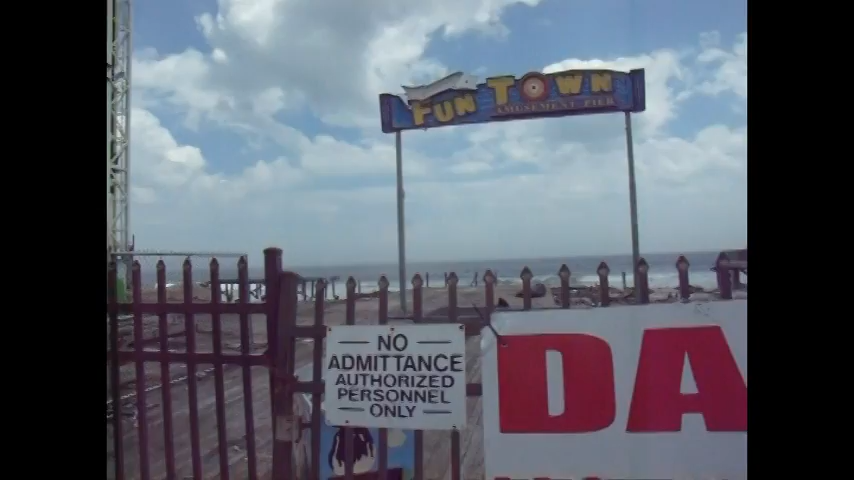 FUN TOWN
AMUSEMENT PIER
NO
ADMITTANCE
AUTHORIZED
PERSONNEL
ONLY
DA